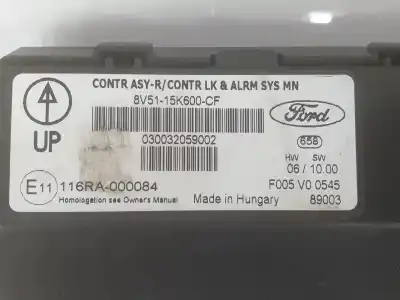 CONTR ASY-R/CONTR LK & ALRM SYS MN
8V51-15K600-CF
UP
030032059002
Ford
658
HW SW
06 / 10.00
E11 116RA-000084
F005 V0 0545
Homologation see Owner's Manual
Made in Hungary
89003